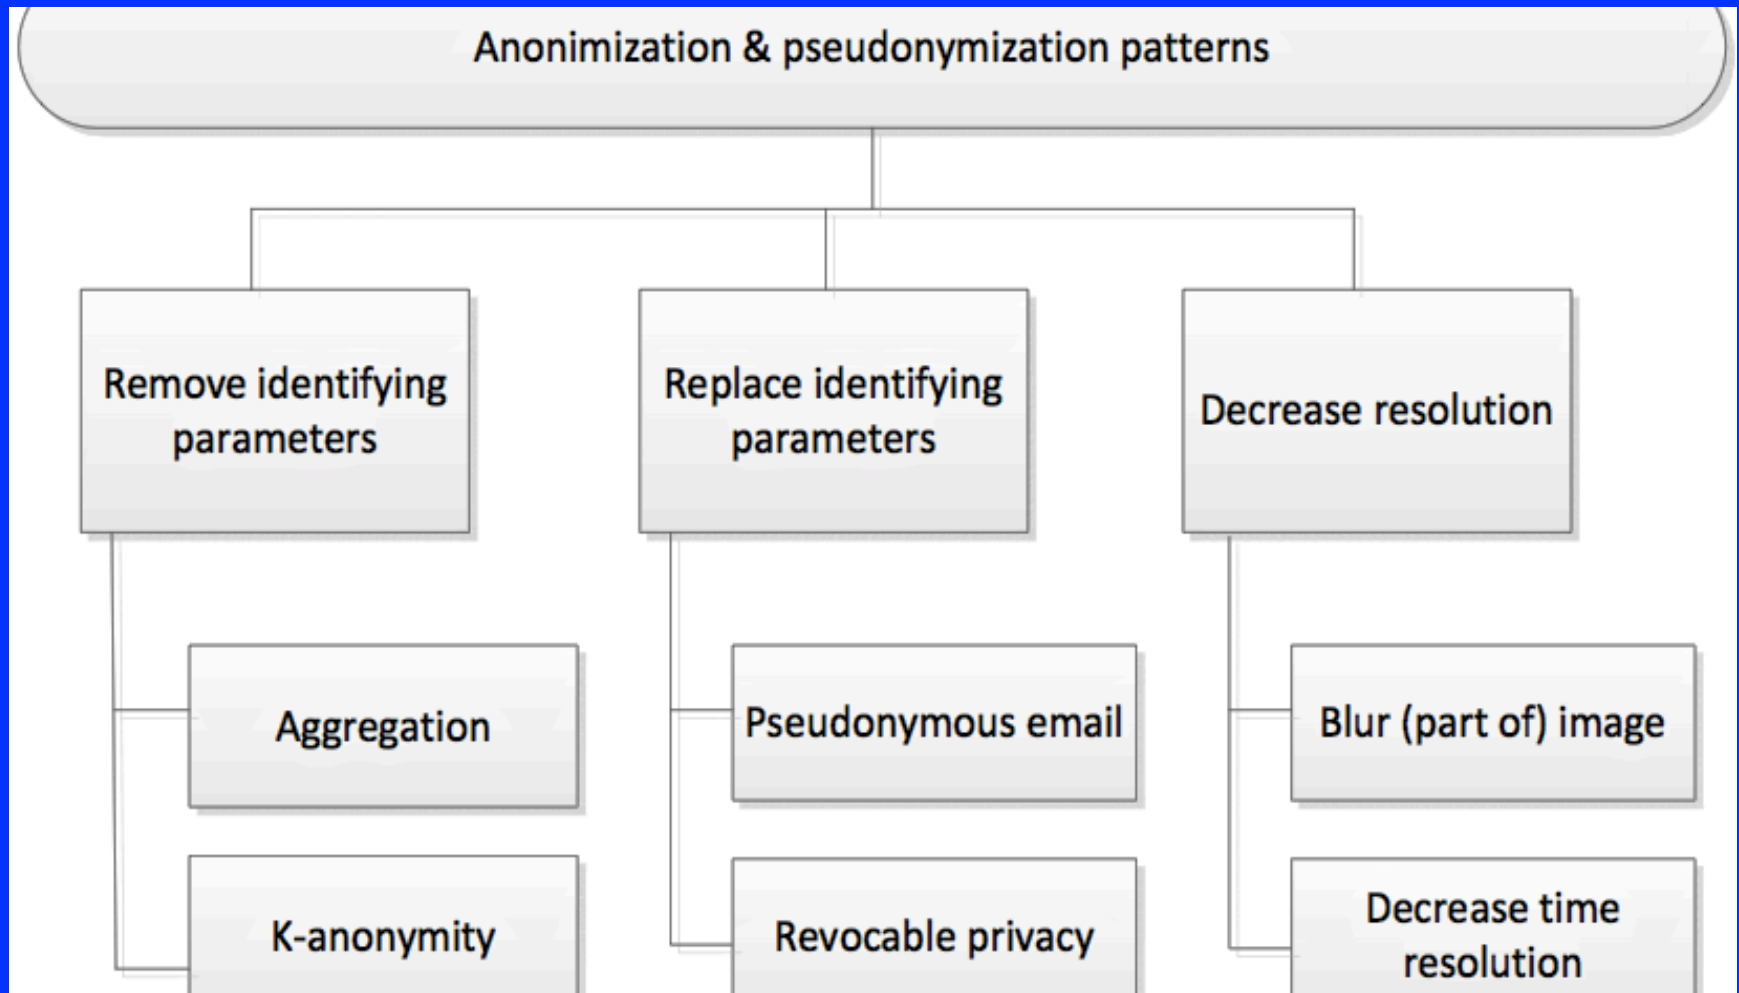 Anonimization & pseudonymization patterns
Remove identifying
parameters
Replace identifying
parameters
Decrease resolution
Aggregation
Pseudonymous email
Blur (part of) image
K-anonymity
Revocable privacy
Decrease time
resolution